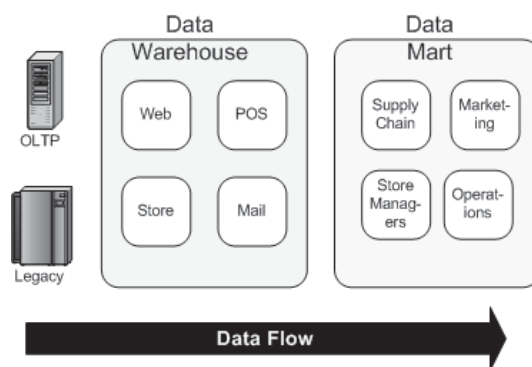 Data
Warehouse
Data
Mart
OLTP
Legacy
Web
POS
Store
Mail
Supply
Chain
Market-
ing
Store
Manag-
ers
Operat-
ions
Data Flow